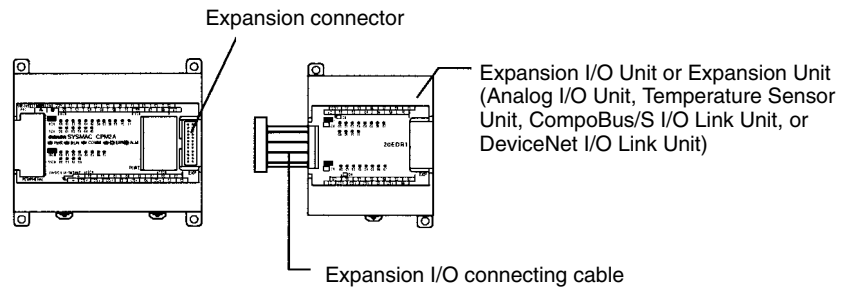 Expansion connector
Expansion I/O Unit or Expansion Unit
(Analog I/O Unit, Temperature Sensor
Unit, CompoBus/S I/O Link Unit, or
DeviceNet I/O Link Unit)
SYSMAC CPM2A
20EDR1
Expansion I/O connecting cable